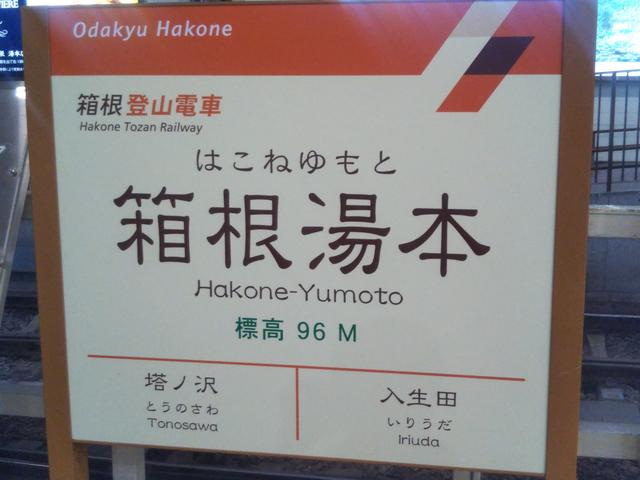 Odakyu Hakone
箱根登山電車
Hakone Tozan Railway
はこねゆもと
箱根湯本
Hakone-Yumoto
標高 96 M
塔ノ沢
とうのさわ
Tonosawa
入生田
いりうだ
Iriuda